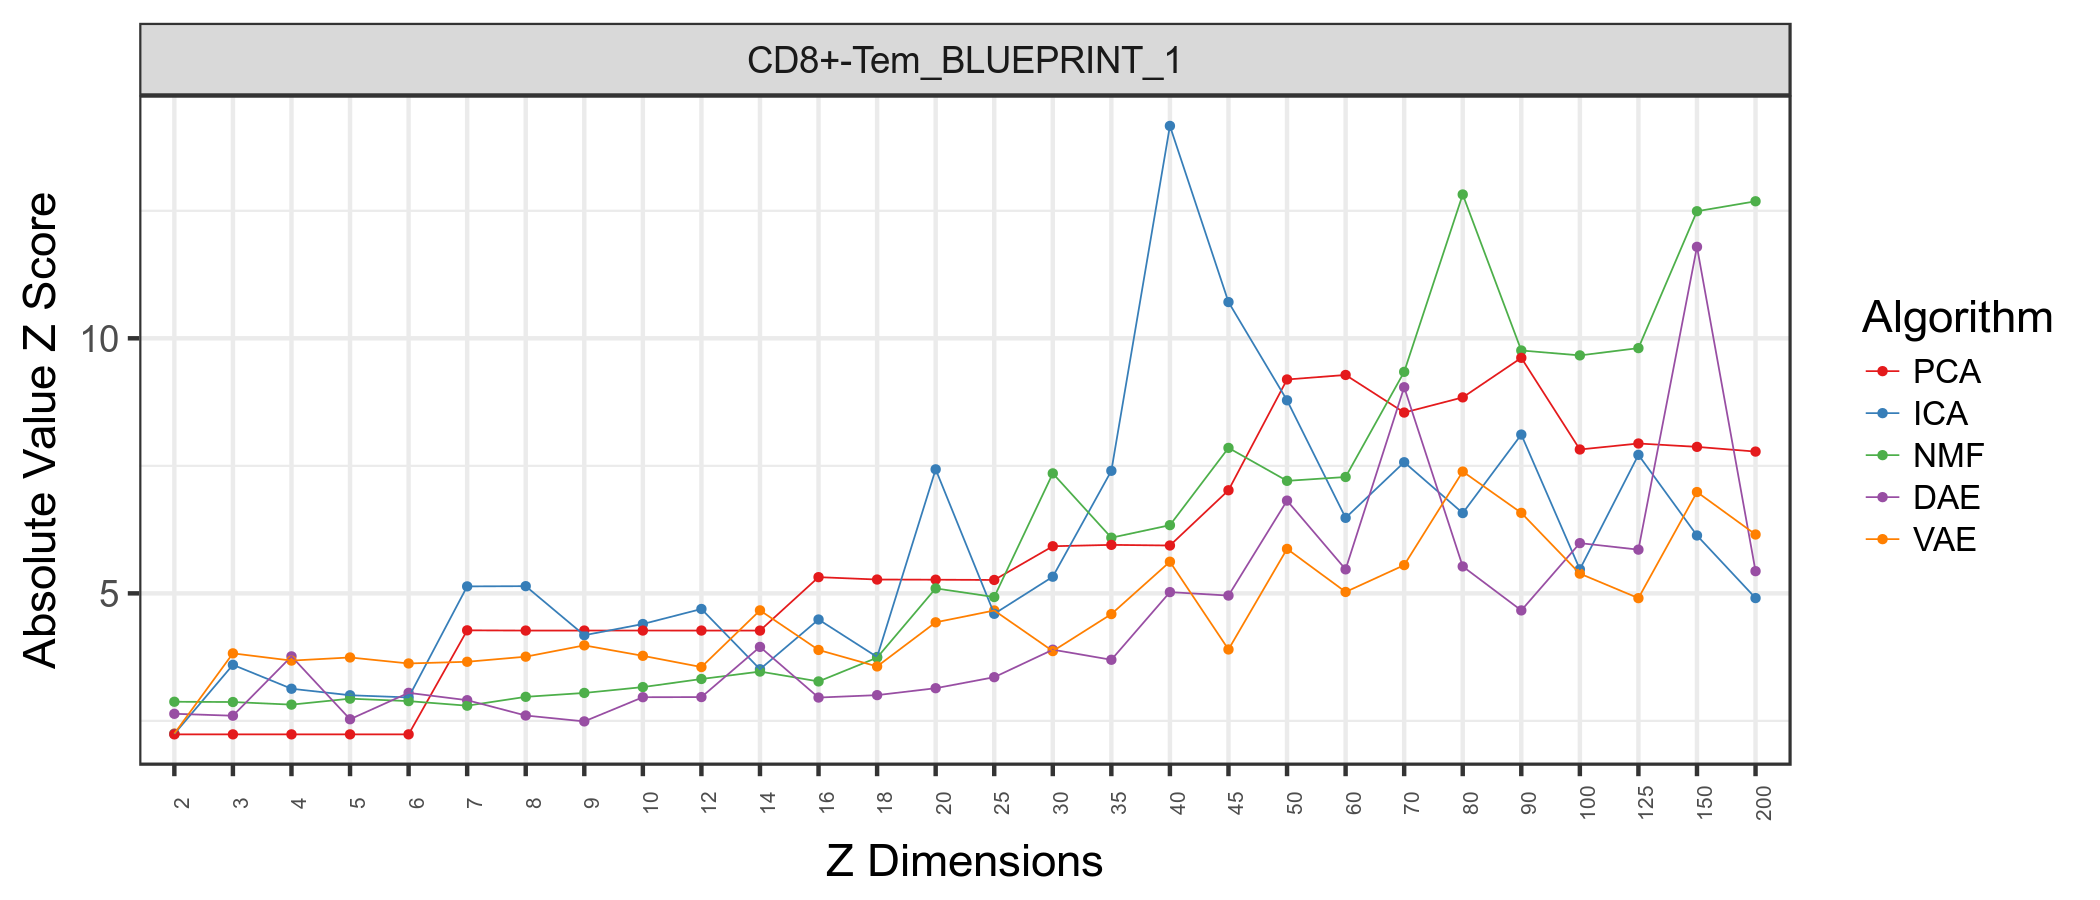 CD8+-Tem_BLUEPRINT_1
Absolute Value Z Score
10
5
2 3 4 5 6 7 8 9 10 12 14 16 18 20 25 30 35 40 45 50 60 70 80 90 100 125 150 200
Z Dimensions
Algorithm
PCA
ICA
NMF
DAE
VAE